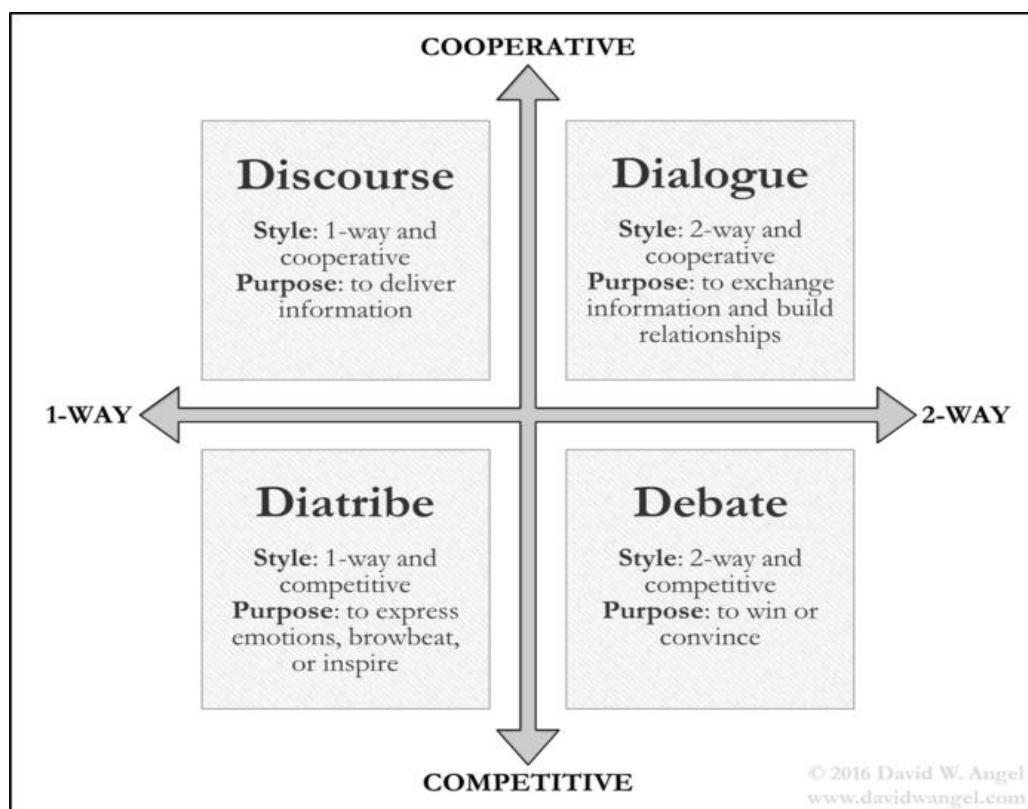 COOPERATIVE
Discourse
Style: 1-way and
cooperative
Purpose: to deliver
information
Dialogue
Style: 2-way and
cooperative
Purpose: to exchange
information and build
relationships
1-WAY
2-WAY
Diatribe
Style: 1-way and
competitive
Purpose: to express
emotions, browbeat,
or inspire
Debate
Style: 2-way and
competitive
Purpose: to win or
convince
COMPETITIVE
© 2016 David W. Angel
www.davidwangel.com